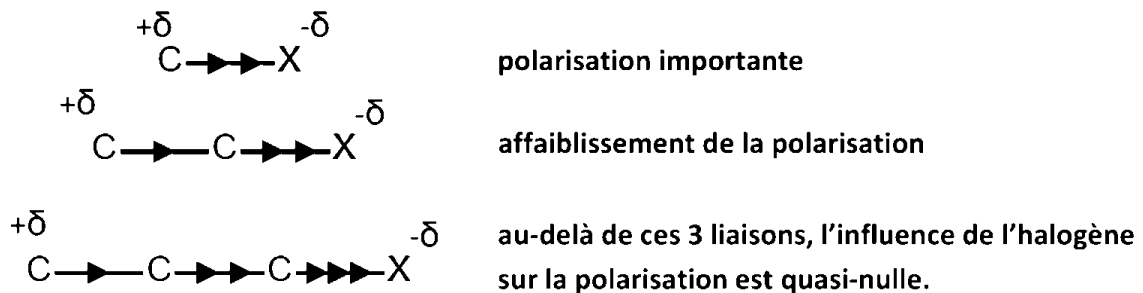 +δ -δ
C X polarisation importante
+δ -δ
C C X affaiblissement de la polarisation
+δ -δ
C C C X au-delà de ces 3 liaisons, l'influence de l'halogène
sur la polarisation est quasi-nulle.